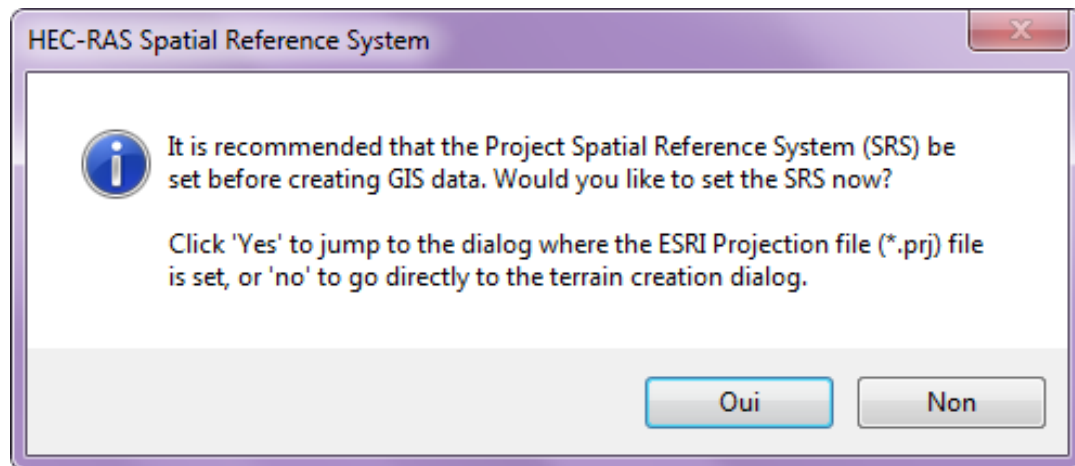 HEC-RAS Spatial Reference System
It is recommended that the Project Spatial Reference System (SRS) be
set before creating GIS data. Would you like to set the SRS now?
Click 'Yes' to jump to the dialog where the ESRI Projection file (*.prj) file
is set, or 'no' to go directly to the terrain creation dialog.
Oui
Non